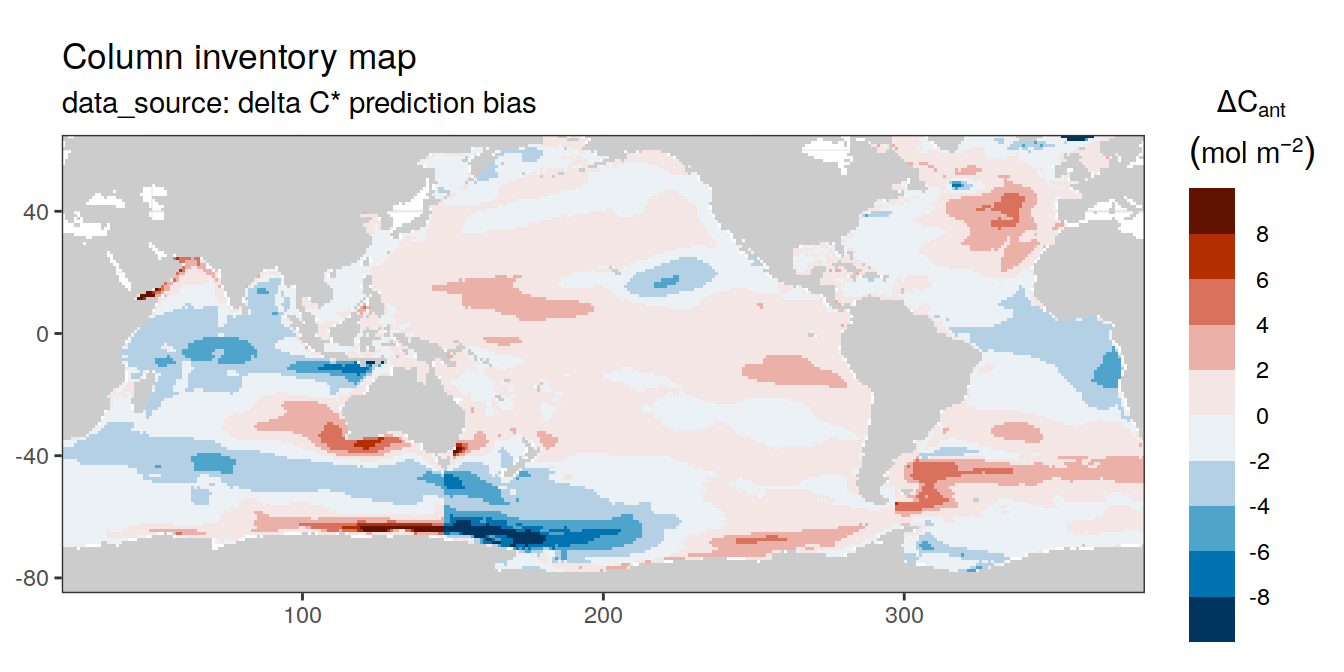 Column inventory map
data_source: delta C* prediction bias
ΔCant
(mol m−2)
8
6
4
2
0
-2
-4
-6
-8
40
0
-40
-80
100 200 300